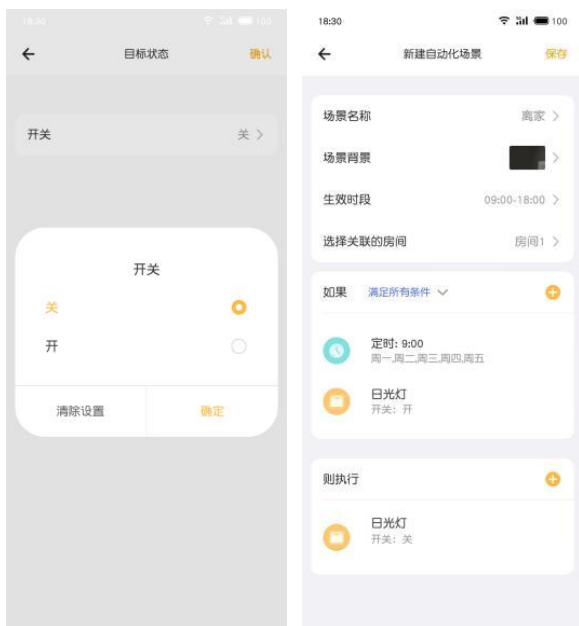 18:30
100
目标状态
确认
开关
关
开关
关
开
清除设置
确定
18:30
100
新建自动化场景
保存
场景名称
离家
场景背景
生效时段
09:00-18:00
选择关联的房间
房间1
如果
满足所有条件
定时: 9:00
周一,周二,周三,周四,周五
日光灯
开关: 开
则执行
日光灯
开关: 关